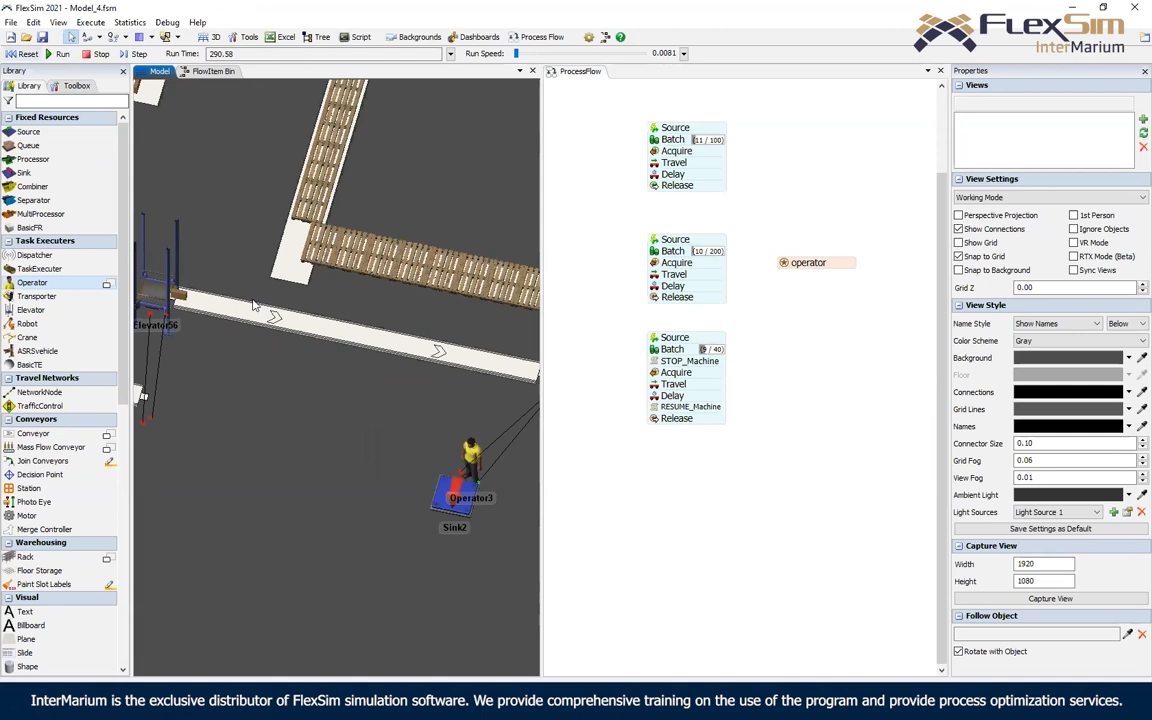 FlexSim 2021 - Model_4.fsm
File Edit View Execute Statistics Debug Help
3D Tools Excel Tree Script Backgrounds Dashboards Process Flow
Reset Run Stop Step Run Time: 290.58 Run Speed: 0.0081
FLEXSIM
InterMarium
Library
Library Toolbox
Fixed Resources
Source
Queue
Processor
Sink
Combiner
Separator
MultiProcessor
BasicFR
Task Executers
Dispatcher
TaskExecuter
Operator
Transporter
Elevator
Robot
Crane
ASRSvehicle
BasicTE
Travel Networks
NetworkNode
TrafficControl
Conveyors
Conveyor
Mass Flow Conveyor
Join Conveyors
Decision Point
Station
Photo Eye
Motor
Merge Controller
Warehousing
Rack
Floor Storage
Paint Slot Labels
Visual
Text
Billboard
Plane
Slide
Shape
Model FlowItem Bin
Elevator56
Operator3
Sink2
ProcessFlow
Source
Batch (11 / 100)
Acquire
Travel
Delay
Release
Source
Batch (10 / 200)
Acquire
Travel
Delay
Release
operator
Source
Batch / 40)
STOP_Machine
Acquire
Travel
Delay
RESUME_Machine
Release
Properties
Views
View Settings
Working Mode
Perspective Projection 1st Person
Show Connections Ignore Objects
Show Grid VR Mode
Snap to Grid RTX Mode (Beta)
Snap to Background Sync Views
Grid Z 0.00
View Style
Name Style Show Names Below
Color Scheme Gray
Background
Floor
Connections
Grid Lines
Names
Connector Size 0.10
Grid Fog 0.06
View Fog 0.01
Ambient Light
Light Sources Light Source 1
Save Settings as Default
Capture View
Width 1920
Height 1080
Capture View
Follow Object
Rotate with Object
InterMarium is the exclusive distributor of FlexSim simulation software. We provide comprehensive training on the use of the program and provide process optimization services.